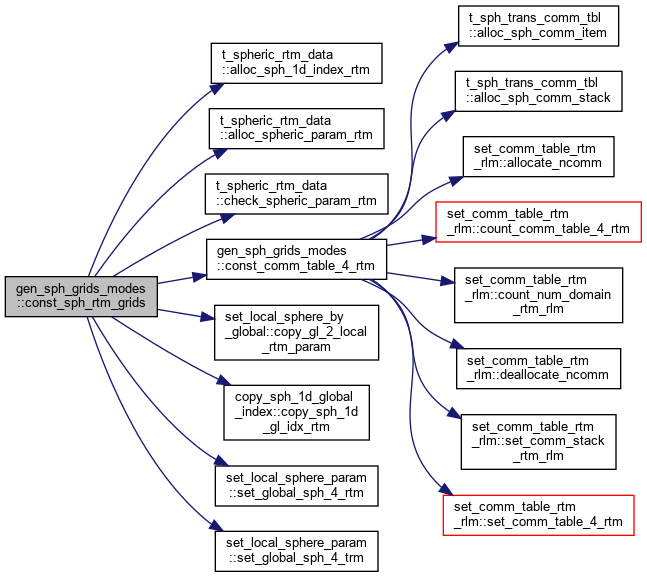 gen_sph_grids_modes
::const_sph_rtm_grids
t_spheric_rtm_data
::alloc_sph_1d_index_rtm
t_spheric_rtm_data
::alloc_spheric_param_rtm
t_spheric_rtm_data
::check_spheric_param_rtm
gen_sph_grids_modes
::const_comm_table_4_rtm
set_local_sphere_by
_global::copy_gl_2_local
_rtm_param
copy_sph_1d_global
_index::copy_sph_1d
_gl_idx_rtm
set_local_sphere_param
::set_global_sph_4_rtm
set_local_sphere_param
::set_global_sph_4_trm
t_sph_trans_comm_tbl
::alloc_sph_comm_item
t_sph_trans_comm_tbl
::alloc_sph_comm_stack
set_comm_table_rtm
_rlm::allocate_ncomm
set_comm_table_rtm
_rlm::count_comm_table_4_rtm
set_comm_table_rtm
_rlm::count_num_domain
_rtm_rlm
set_comm_table_rtm
_rlm::deallocate_ncomm
set_comm_table_rtm
_rlm::set_comm_stack
_rtm_rlm
set_comm_table_rtm
_rlm::set_comm_table_4_rtm